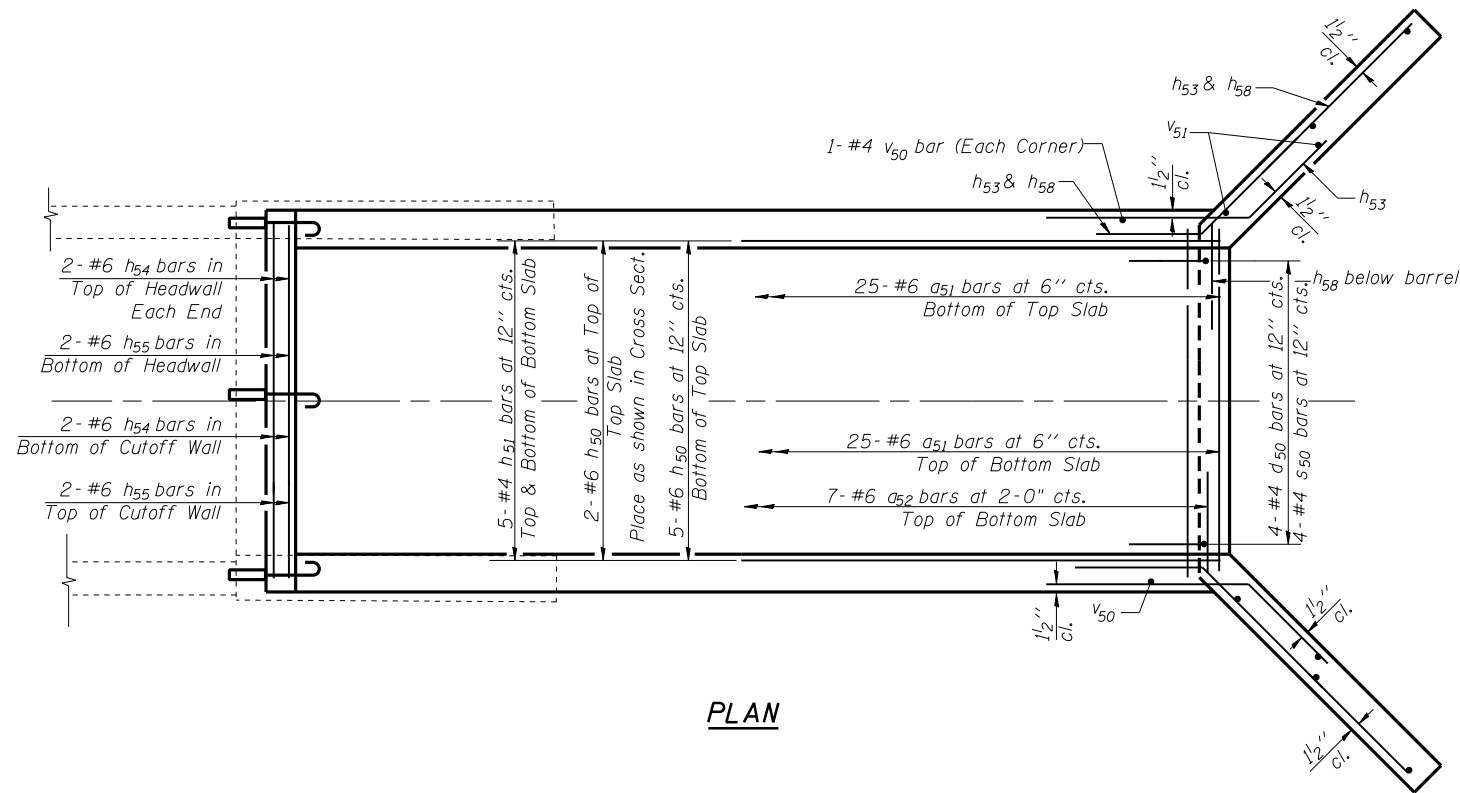 1½" cl.
h53 & h58
v51
1- #4 v50 bar (Each Corner)
1½" cl.
h53 & h58
h53
1½" cl.
2- #6 h54 bars in
Top of Headwall
Each End
2- #6 h55 bars in
Bottom of Headwall
2- #6 h54 bars in
Bottom of Cutoff Wall
2- #6 h55 bars in
Top of Cutoff Wall
5- #4 h51 bars at 12" cts.
Top & Bottom of Bottom Slab
2- #6 h50 bars at Top of
Top Slab
Place as shown in Cross Sect.
5- #6 h50 bars at 12" cts.
Bottom of Top Slab
25- #6 a51 bars at 6" cts.
Bottom of Top Slab
h58 below barrel
25- #6 a51 bars at 6" cts.
Top of Bottom Slab
7- #6 a52 bars at 2-0" cts.
Top of Bottom Slab
4- #4 d50 bars at 12" cts.
4- #4 s50 bars at 12" cts.
1½" cl.
v50
1½" cl.
1½" cl.
PLAN